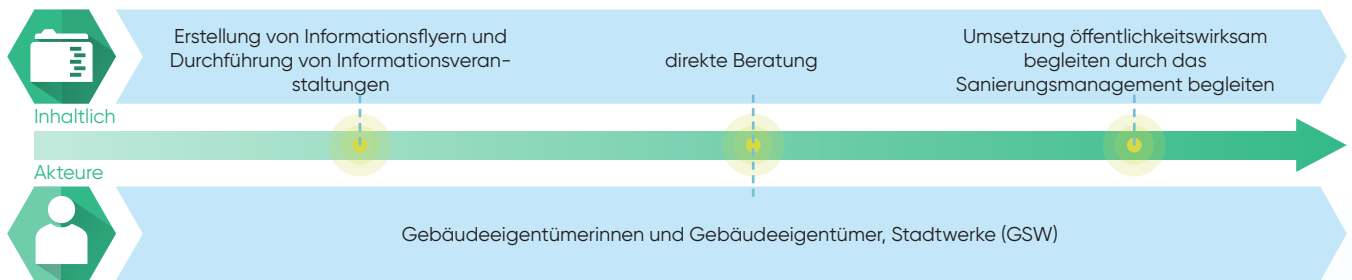 Erstellung von Informationsflyern und
Durchführung von Informationsveran-
staltungen
direkte Beratung
Umsetzung öffentlichkeitswirksam
begleiten durch das
Sanierungsmanagement begleiten
Inhaltlich
Akteure
Gebäudeeigentümerinnen und Gebäudeeigentümer, Stadtwerke (GSW)